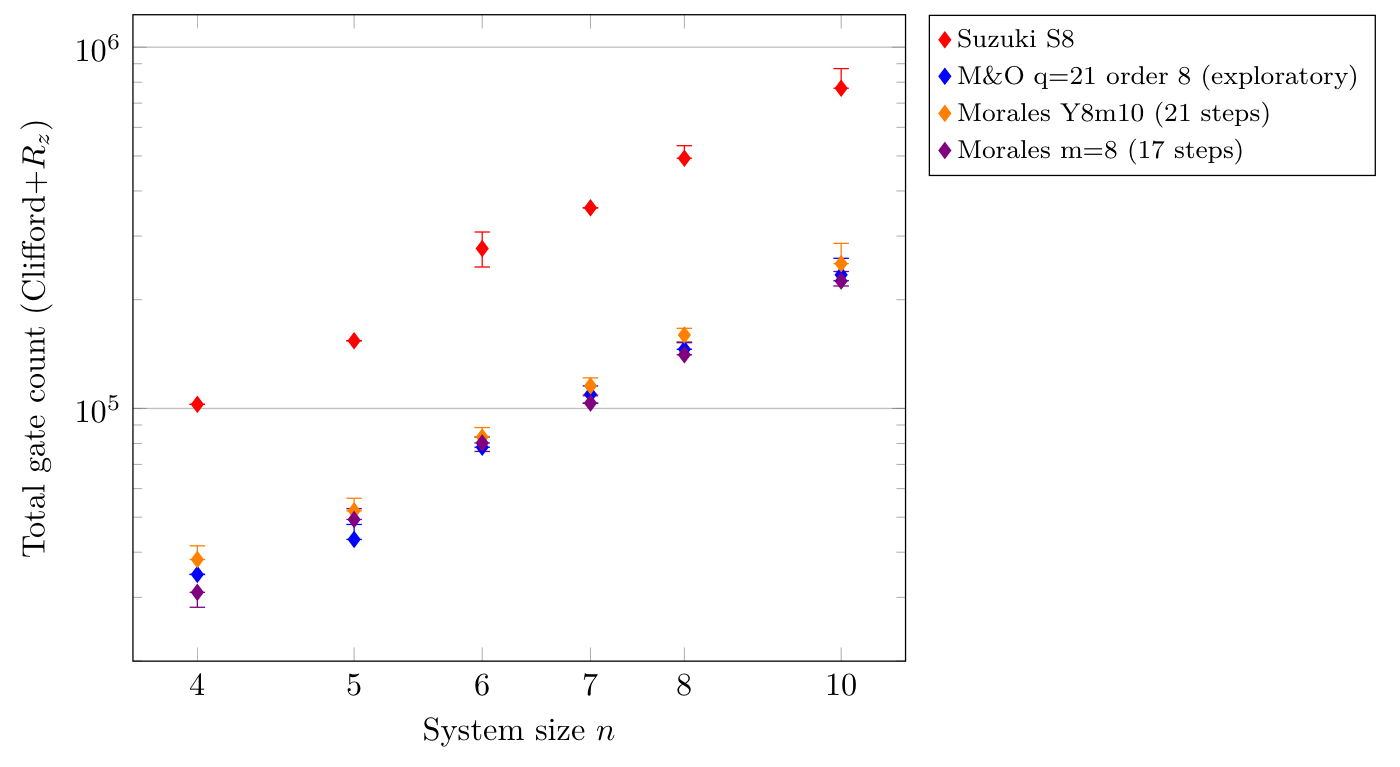 10^6
10^5
Total gate count (Clifford+R_z)
4 5 6 7 8 10
System size n
Suzuki S8
M&O q=21 order 8 (exploratory)
Morales Y8m10 (21 steps)
Morales m=8 (17 steps)